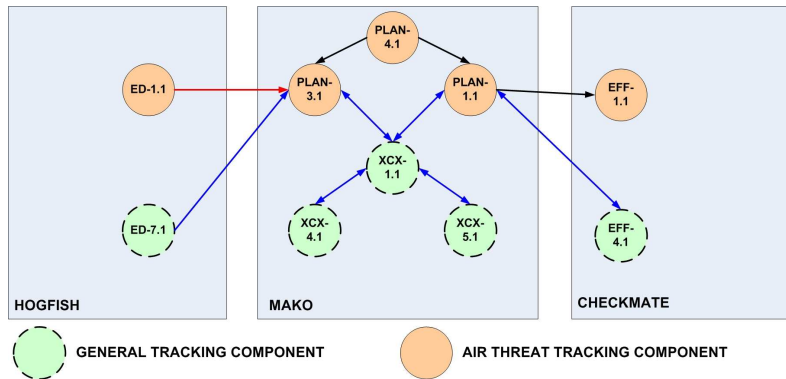 PLAN-
4.1
ED-1.1
PLAN-
3.1
PLAN-
1.1
EFF-
1.1
XCX-
1.1
ED-7.1
XCX-
4.1
XCX-
5.1
EFF-
4.1
HOGFISH
MAKO
CHECKMATE
GENERAL TRACKING COMPONENT
AIR THREAT TRACKING COMPONENT